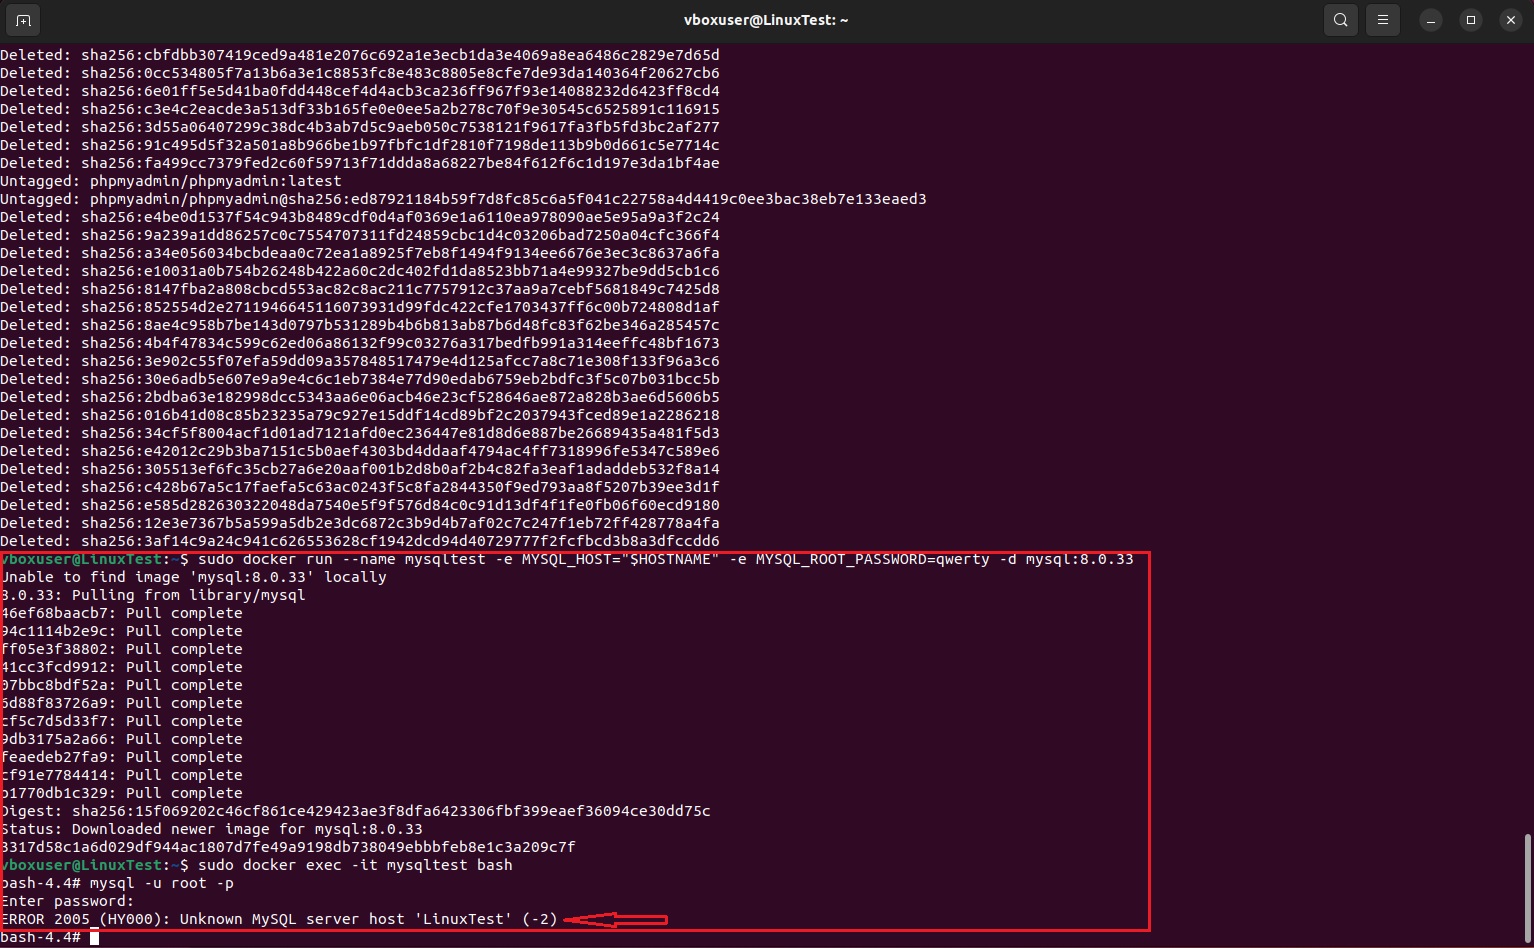 vboxuser@LinuxTest: ~
Deleted: sha256:cbfdbb307419ced9a481e2076c692a1e3ecb1da3e4069a8ea6486c2829e7d65d
Deleted: sha256:0cc534805f7a13b6a3e1c8853fc8e483c8805e8cfe7de93da140364f20627cb6
Deleted: sha256:6e01ff5e5d41ba0fdd448cef4d4acb3ca236ff967f93e14088232d6423ff8cd4
Deleted: sha256:c3e4c2eacde3a513df33b165fe0e0ee5a2b278c70f9e30545c6525891c116915
Deleted: sha256:3d55a06407299c38dc4b3ab7d5c9aeb050c7538121f9617fa3fb5fd3bc2af277
Deleted: sha256:91c495d5f32a501a8b966be1b97fbfc1df2810f7198de113b9b0d661c5e7714c
Deleted: sha256:fa499cc7379fed2c60f59713f71ddda8a68227be84f612f6c1d197e3da1bf4ae
Untagged: phpmyadmin/phpmyadmin:latest
Untagged: phpmyadmin/phpmyadmin@sha256:ed87921184b59f7d8fc85c6a5f041c22758a4d4419c0ee3bac38eb7e133eaed3
Deleted: sha256:e4be0d1537f54c943b8489cdf0d4af0369e1a6110ea978090ae5e95a9a3f2c24
Deleted: sha256:9a239a1dd86257c0c7554707311fd24859cbc1d4c03206bad7250a04cfc366f4
Deleted: sha256:a34e056034bcbdeaa0c72ea1a8925f7eb8f1494f9134ee6676e3ec3c8637a6fa
Deleted: sha256:e10031a0b754b26248b422a60c2dc402fd1da8523bb71a4e99327be9dd5cb1c6
Deleted: sha256:8147fba2a808cbcd553ac82c8ac211c7757912c37aa9a7cebf5681849c7425d8
Deleted: sha256:852554d2e2711946645116073931d99fdc422cfe1703437ff6c00b724808d1af
Deleted: sha256:8ae4c958b7be143d0797b531289b4b6b813ab87b6d48fc83f62be346a285457c
Deleted: sha256:4b4f47834c599c62ed06a86132f99c03276a317bedfb991a314eeffc48bf1673
Deleted: sha256:3e902c55f07efa59dd09a357848517479e4d125afcc7a8c71e308f133f96a3c6
Deleted: sha256:30e6adb5e607e9a9e4c6c1eb7384e77d90edab6759eb2bdfc3f5c07b031bcc5b
Deleted: sha256:2bdba63e182998dcc5343aa6e06acb46e23cf528646ae872a828b3ae6d5606b5
Deleted: sha256:016b41d08c85b23235a79c927e15ddf14cd89bf2c2037943fced89e1a2286218
Deleted: sha256:34cf5f8004acf1d01ad7121afd0ec236447e81d8d6e887be26689435a481f5d3
Deleted: sha256:e42012c29b3ba7151c5b0aef4303bd4ddaaf4794ac4ff7318996fe5347c589e6
Deleted: sha256:305513ef6fc35cb27a6e20aaf001b2d8b0af2b4c82fa3eaf1adaddeb532f8a14
Deleted: sha256:c428b67a5c17faefa5c63ac0243f5c8fa2844350f9ed793aa8f5207b39ee3d1f
Deleted: sha256:e585d282630322048da7540e5f9f576d84c0c91d13df4f1fe0fb06f60ecd9180
Deleted: sha256:12e3e7367b5a599a5db2e3dc6872c3b9d4b7af02c7c247f1eb72ff428778a4fa
Deleted: sha256:3af14c9a24c941c626553628cf1942dcd94d40729777f2fcfbcd3b8a3dfccdd6
vboxuser@LinuxTest:~$ sudo docker run --name mysqltest -e MYSQL_HOST="$HOSTNAME" -e MYSQL_ROOT_PASSWORD=qwerty -d mysql:8.0.33
Unable to find image 'mysql:8.0.33' locally
8.0.33: Pulling from library/mysql
46ef68baacb7: Pull complete
94c1114b2e9c: Pull complete
ff05e3f38802: Pull complete
41cc3fcd9912: Pull complete
07bbc8bdf52a: Pull complete
6d88f83726a9: Pull complete
cf5c7d5d33f7: Pull complete
9db3175a2a66: Pull complete
feaedeb27fa9: Pull complete
cf91e7784414: Pull complete
b1770db1c329: Pull complete
Digest: sha256:15f069202c46cf861ce429423ae3f8dfa6423306fbf399eaef36094ce30dd75c
Status: Downloaded newer image for mysql:8.0.33
3317d58c1a6d029df944ac1807d7fe49a9198db738049ebbbfeb8e1c3a209c7f
vboxuser@LinuxTest:~$ sudo docker exec -it mysqltest bash
bash-4.4# mysql -u root -p
Enter password:
ERROR 2005 (HY000): Unknown MySQL server host 'LinuxTest' (-2)
bash-4.4#